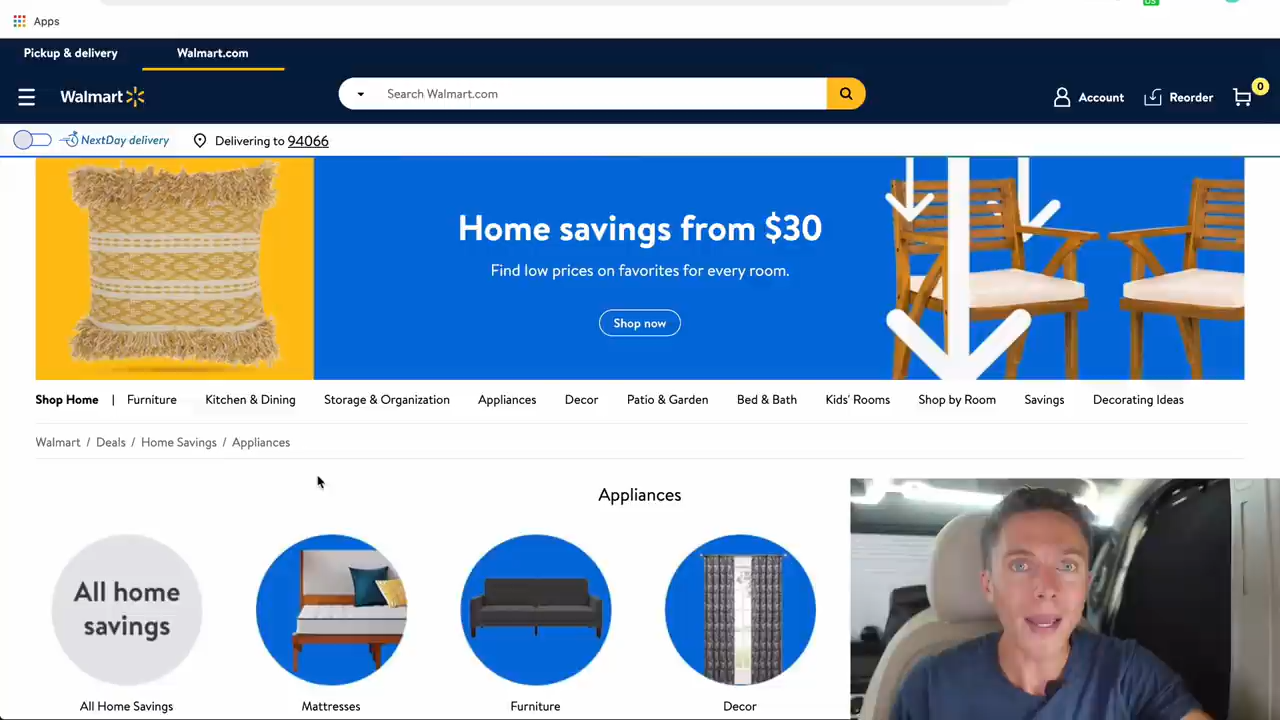 Apps
Pickup & delivery
Walmart.com
Walmart
Search Walmart.com
Account
Reorder
0
NextDay delivery
Delivering to 94066
Home savings from $30
Find low prices on favorites for every room.
Shop now
Shop Home | Furniture Kitchen & Dining Storage & Organization Appliances Decor Patio & Garden Bed & Bath Kids' Rooms Shop by Room Savings Decorating Ideas
Walmart / Deals / Home Savings / Appliances
Appliances
All home
savings
All Home Savings
Mattresses
Furniture
Decor